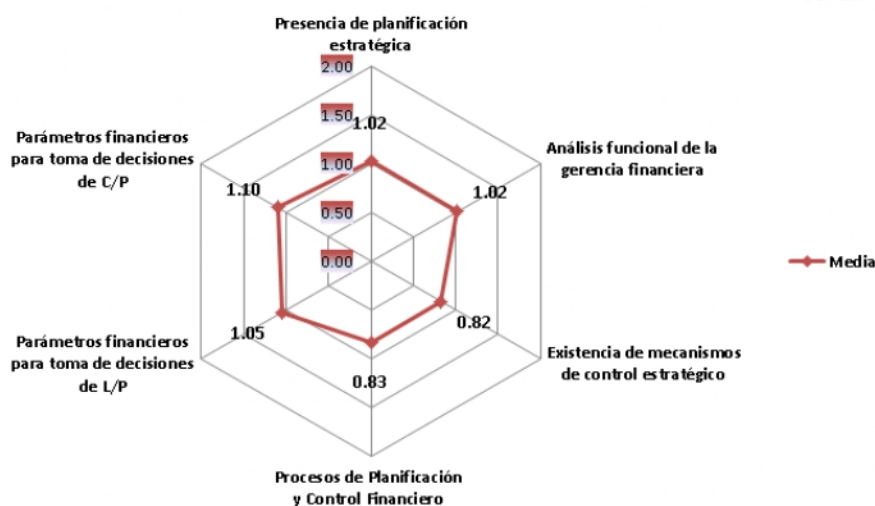 Presencia de planificación
estratégica
2.00
1.50
1.02
1.00
0.50
0.00
Análisis funcional de la
gerencia financiera
1.02
Existencia de mecanismos
de control estratégico
0.82
Procesos de Planificación
y Control Financiero
0.83
Parámetros financieros
para toma de decisiones
de L/P
1.05
Parámetros financieros
para toma de decisiones
de C/P
1.10
Media